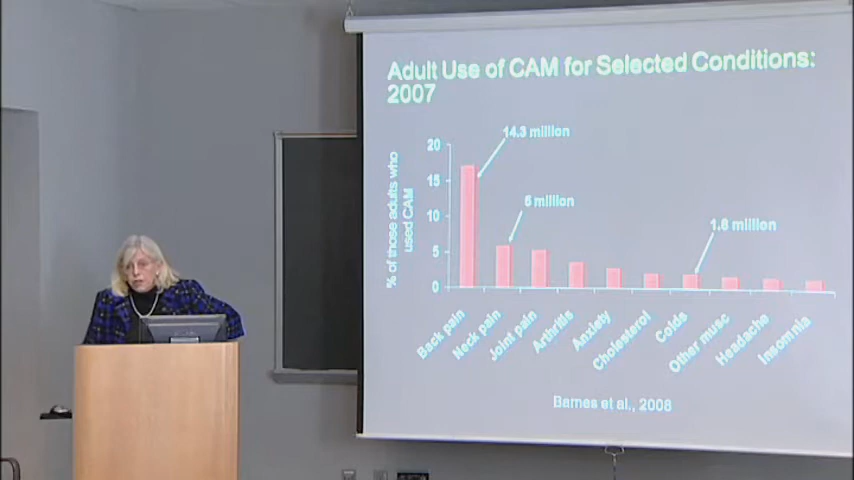 Adult Use of CAM for Selected Conditions:
2007
% of those adults who
used CAM
20
15
10
5
0
14.3 million
6 million
1.8 million
Back pain
Neck pain
Joint pain
Arthritis
Anxiety
Cholesterol
Colds
Other musc
Headache
Insomnia
Barnes et al., 2008